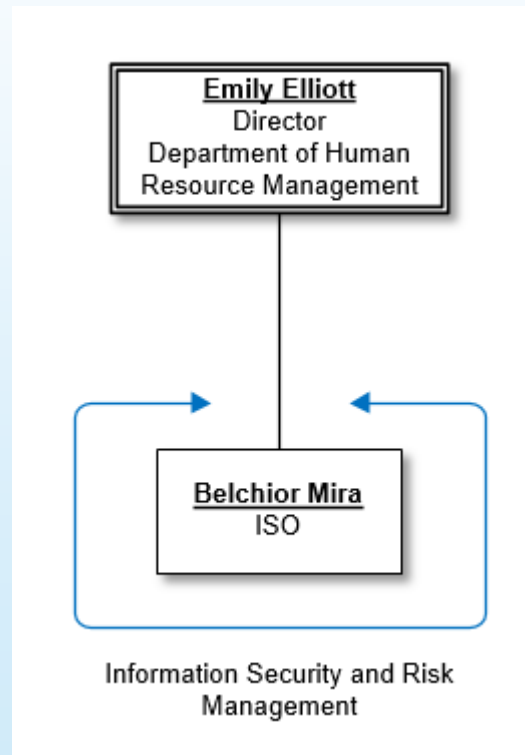 Emily Elliott
Director
Department of Human
Resource Management
Belchior Mira
ISO
Information Security and Risk
Management